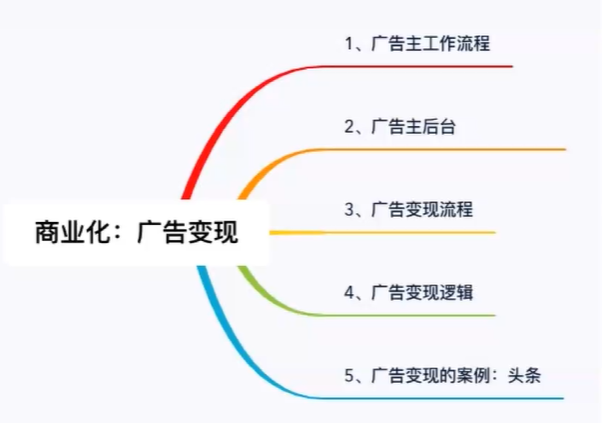 1、广告主工作流程
2、广告主后台
商业化：广告变现
3、广告变现流程
4、广告变现逻辑
5、广告变现的案例：头条